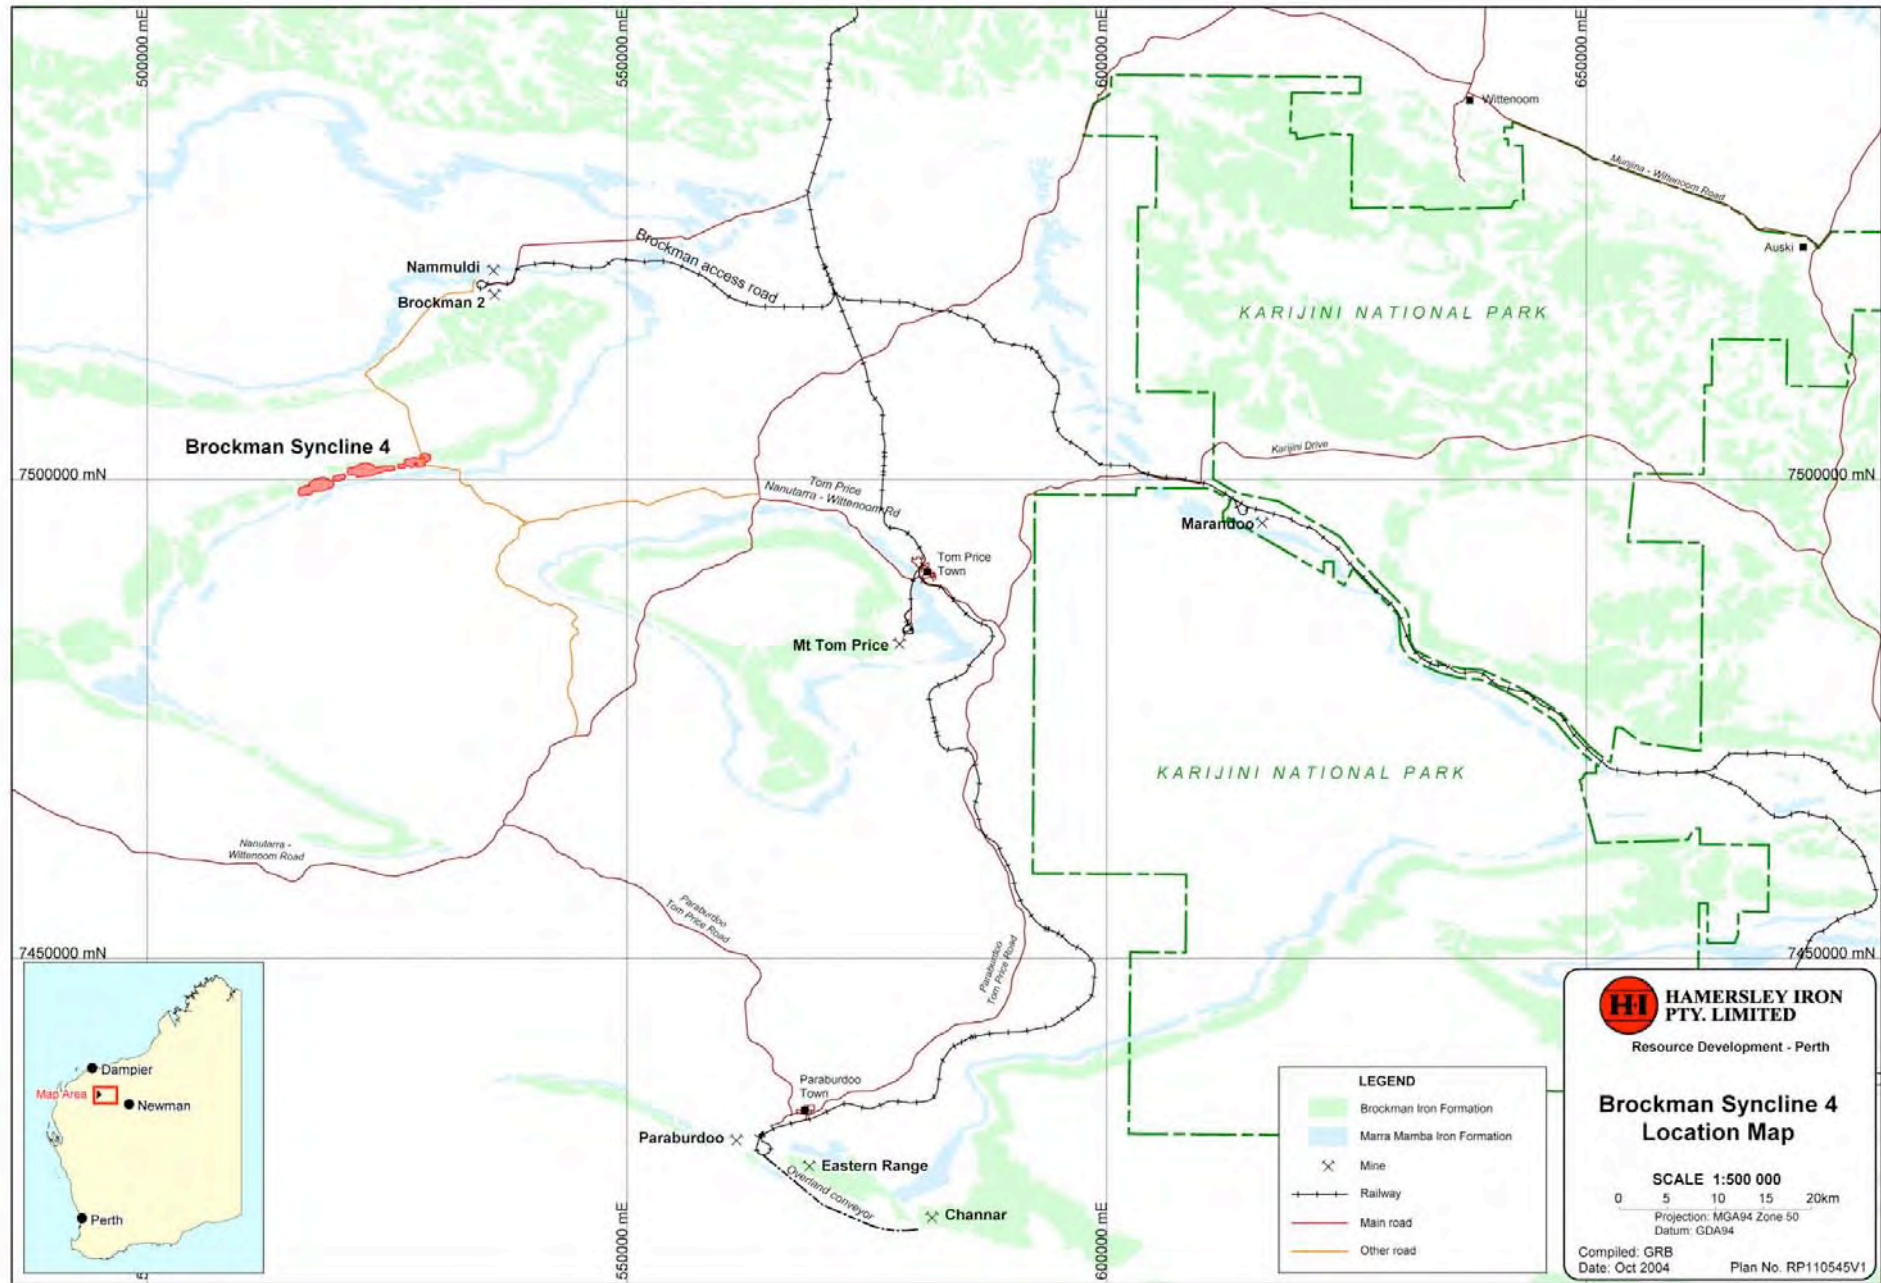 500000 mE
550000 mE
600000 mE
650000 mE
Wittenoom
Munjina - Wittenoom Road
Auski
Brockman access road
Nammuldi
Brockman 2
KARIJINI NATIONAL PARK
Brockman Syncline 4
Karijini Drive
7500000 mN
7500000 mN
Tom Price
Nanutarra - Wittenoom Rd
Marandoo
Tom Price
Town
Mt Tom Price
KARIJINI NATIONAL PARK
Nanutarra -
Wittenoom Road
Paraburdoo
Tom Price Road
Paraburdoo
Tom Price Road
7450000 mN
7450000 mN
Dampier
Map Area
Newman
Perth
Paraburdoo
Town
Paraburdoo
Eastern Range
Overland conveyor
Channar
550000 mE
600000 mE
LEGEND
Brockman Iron Formation
Marra Mamba Iron Formation
Mine
Railway
Main road
Other road
HI
HAMERSLEY IRON
PTY. LIMITED
Resource Development - Perth
Brockman Syncline 4
Location Map
SCALE 1:500 000
0 5 10 15 20km
Projection: MGA94 Zone 50
Datum: GDA94
Compiled: GRB
Date: Oct 2004
Plan No. RP110545V1